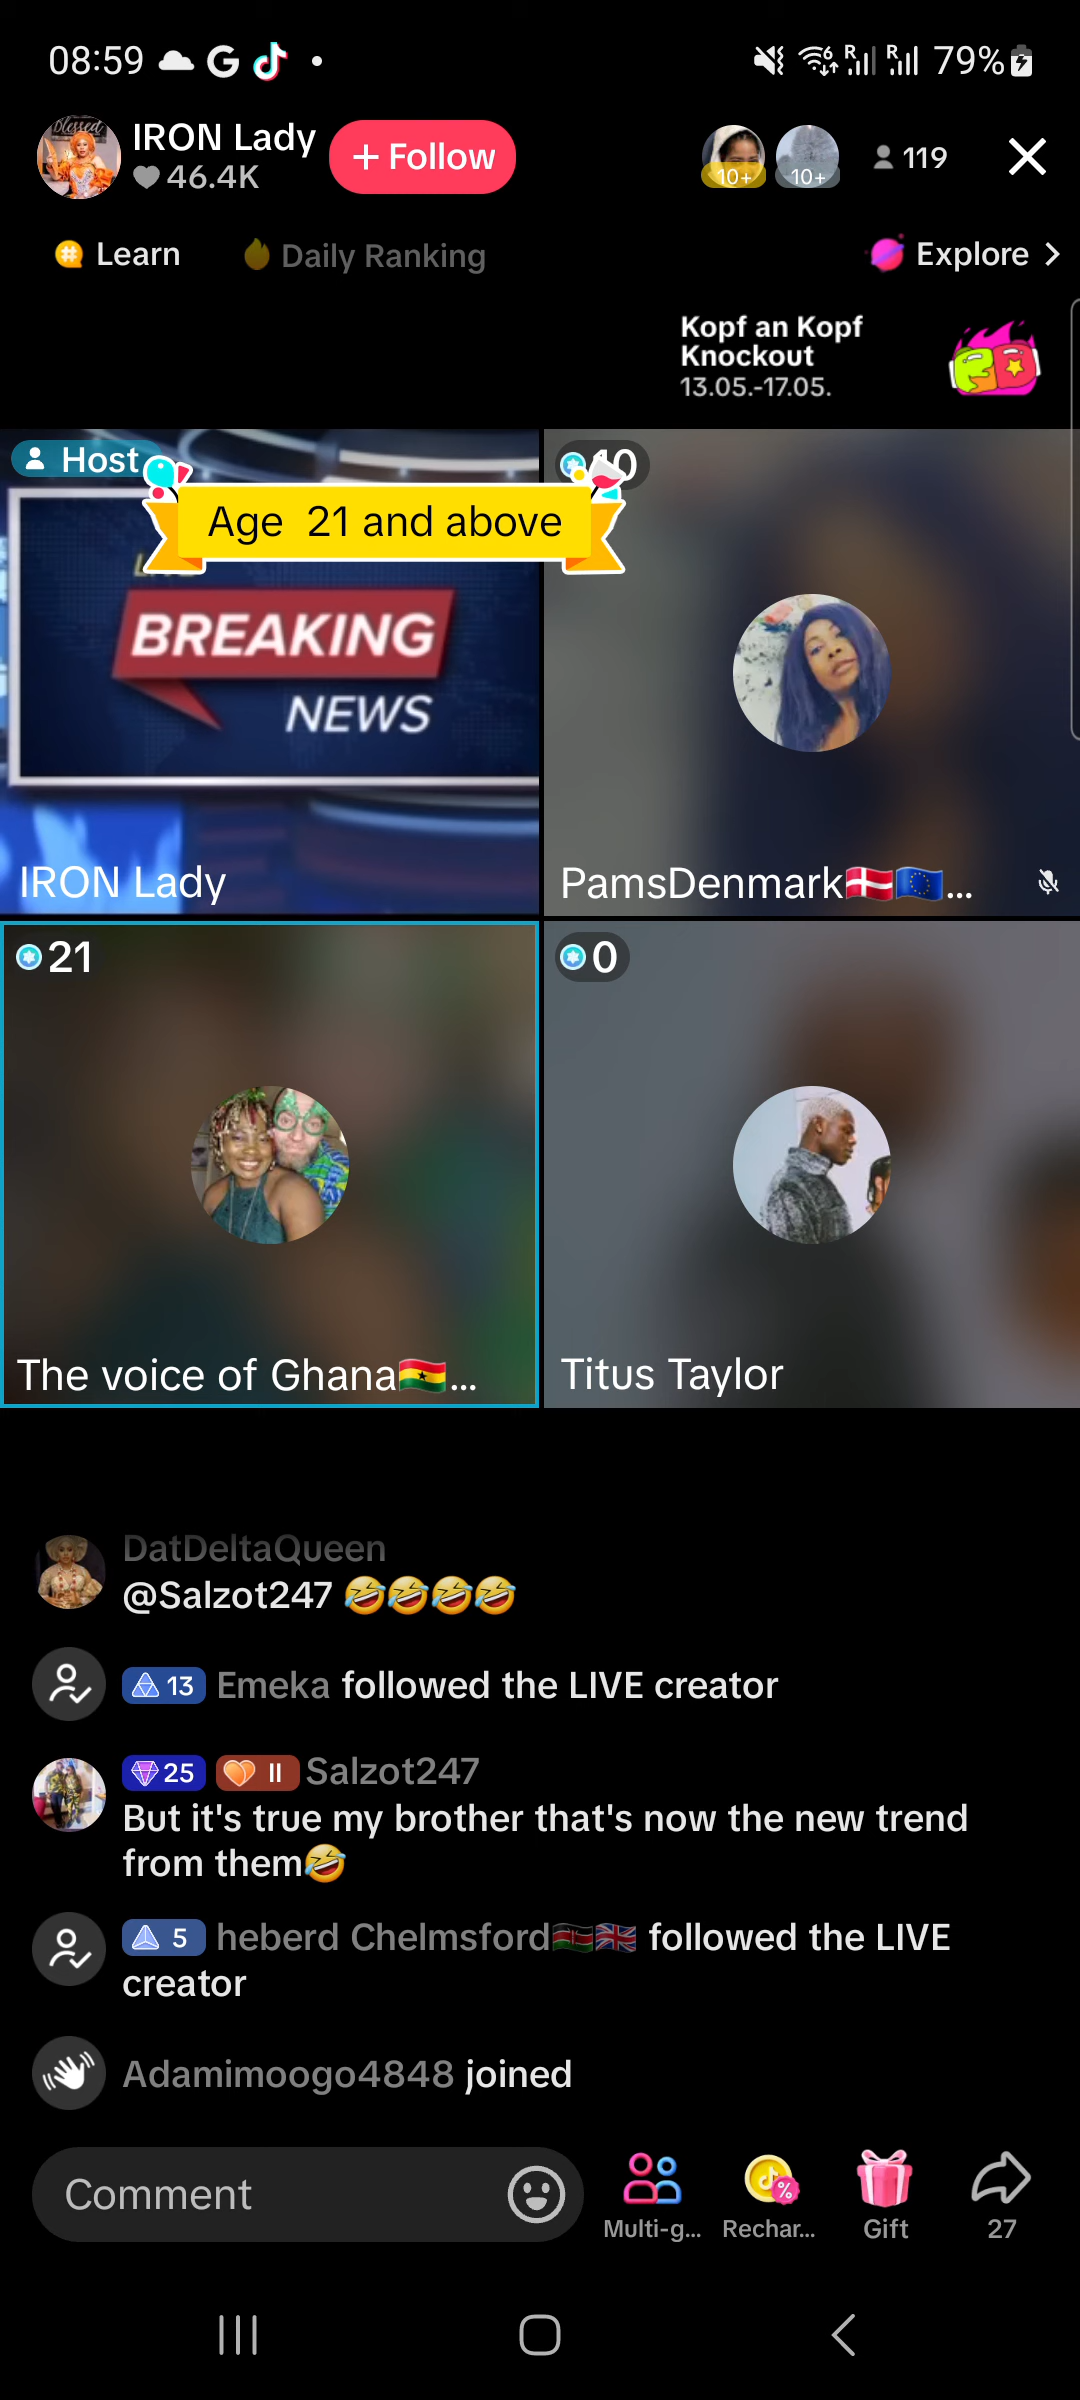 08:59
79%
Blessed
IRON Lady
46.4K
+ Follow
10+
10+
119
Learn
Daily Ranking
Explore
Kopf an Kopf
Knockout
13.05.-17.05.
Host
10
Age 21 and above
BREAKING
NEWS
IRON Lady
PamsDenmark🇩🇰🇪🇺...
21
0
The voice of Ghana🇬🇭...
Titus Taylor
DatDeltaQueen
@Salzot247 🤣🤣🤣🤣
13 Emeka followed the LIVE creator
25 II Salzot247
But it's true my brother that's now the new trend
from them🤣
5 heberd Chelmsford🇰🇪🇬🇧 followed the LIVE
creator
Adamimoogo4848 joined
Comment
Multi-g...
Rechar...
Gift
27